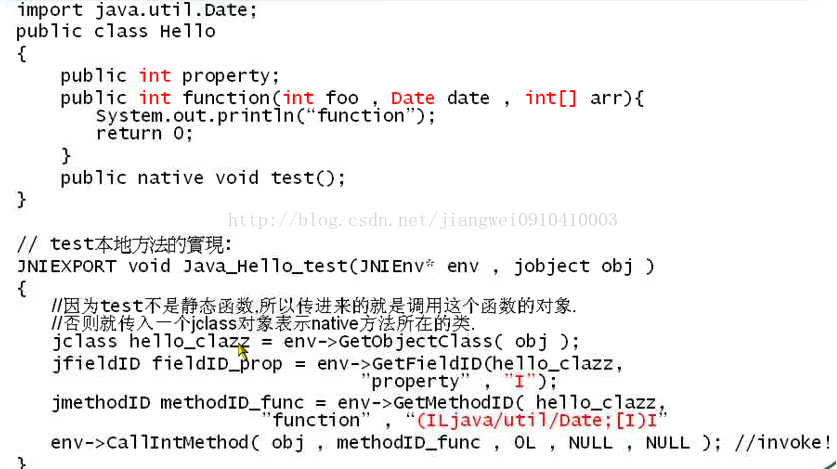 import java.util.Date;
public class Hello
{
public int property;
public int function(int foo , Date date , int[] arr){
System.out.println(“function”);
return 0;
}
public native void test();
}
http://blog.csdn.net/jiangwei0910410003
// test本地方法的實現:
JNIEXPORT void Java_Hello_test(JNIEnv* env , jobject obj )
{
//因为test不是静态函数,所以传进来的就是调用这个函数的对象.
//否则就传入一个jclass对象表示native方法所在的类.
jclass hello_clazz = env->GetObjectClass( obj );
jfieldID fieldID_prop = env->GetFieldID(hello_clazz,
”property” , ”I”);
jmethodID methodID_func = env->GetMethodID( hello_clazz,
”function” , “(ILjava/util/Date;[I)I”
env->CallIntMethod( obj , methodID_func , 0L , NULL , NULL ); //invoke!
}